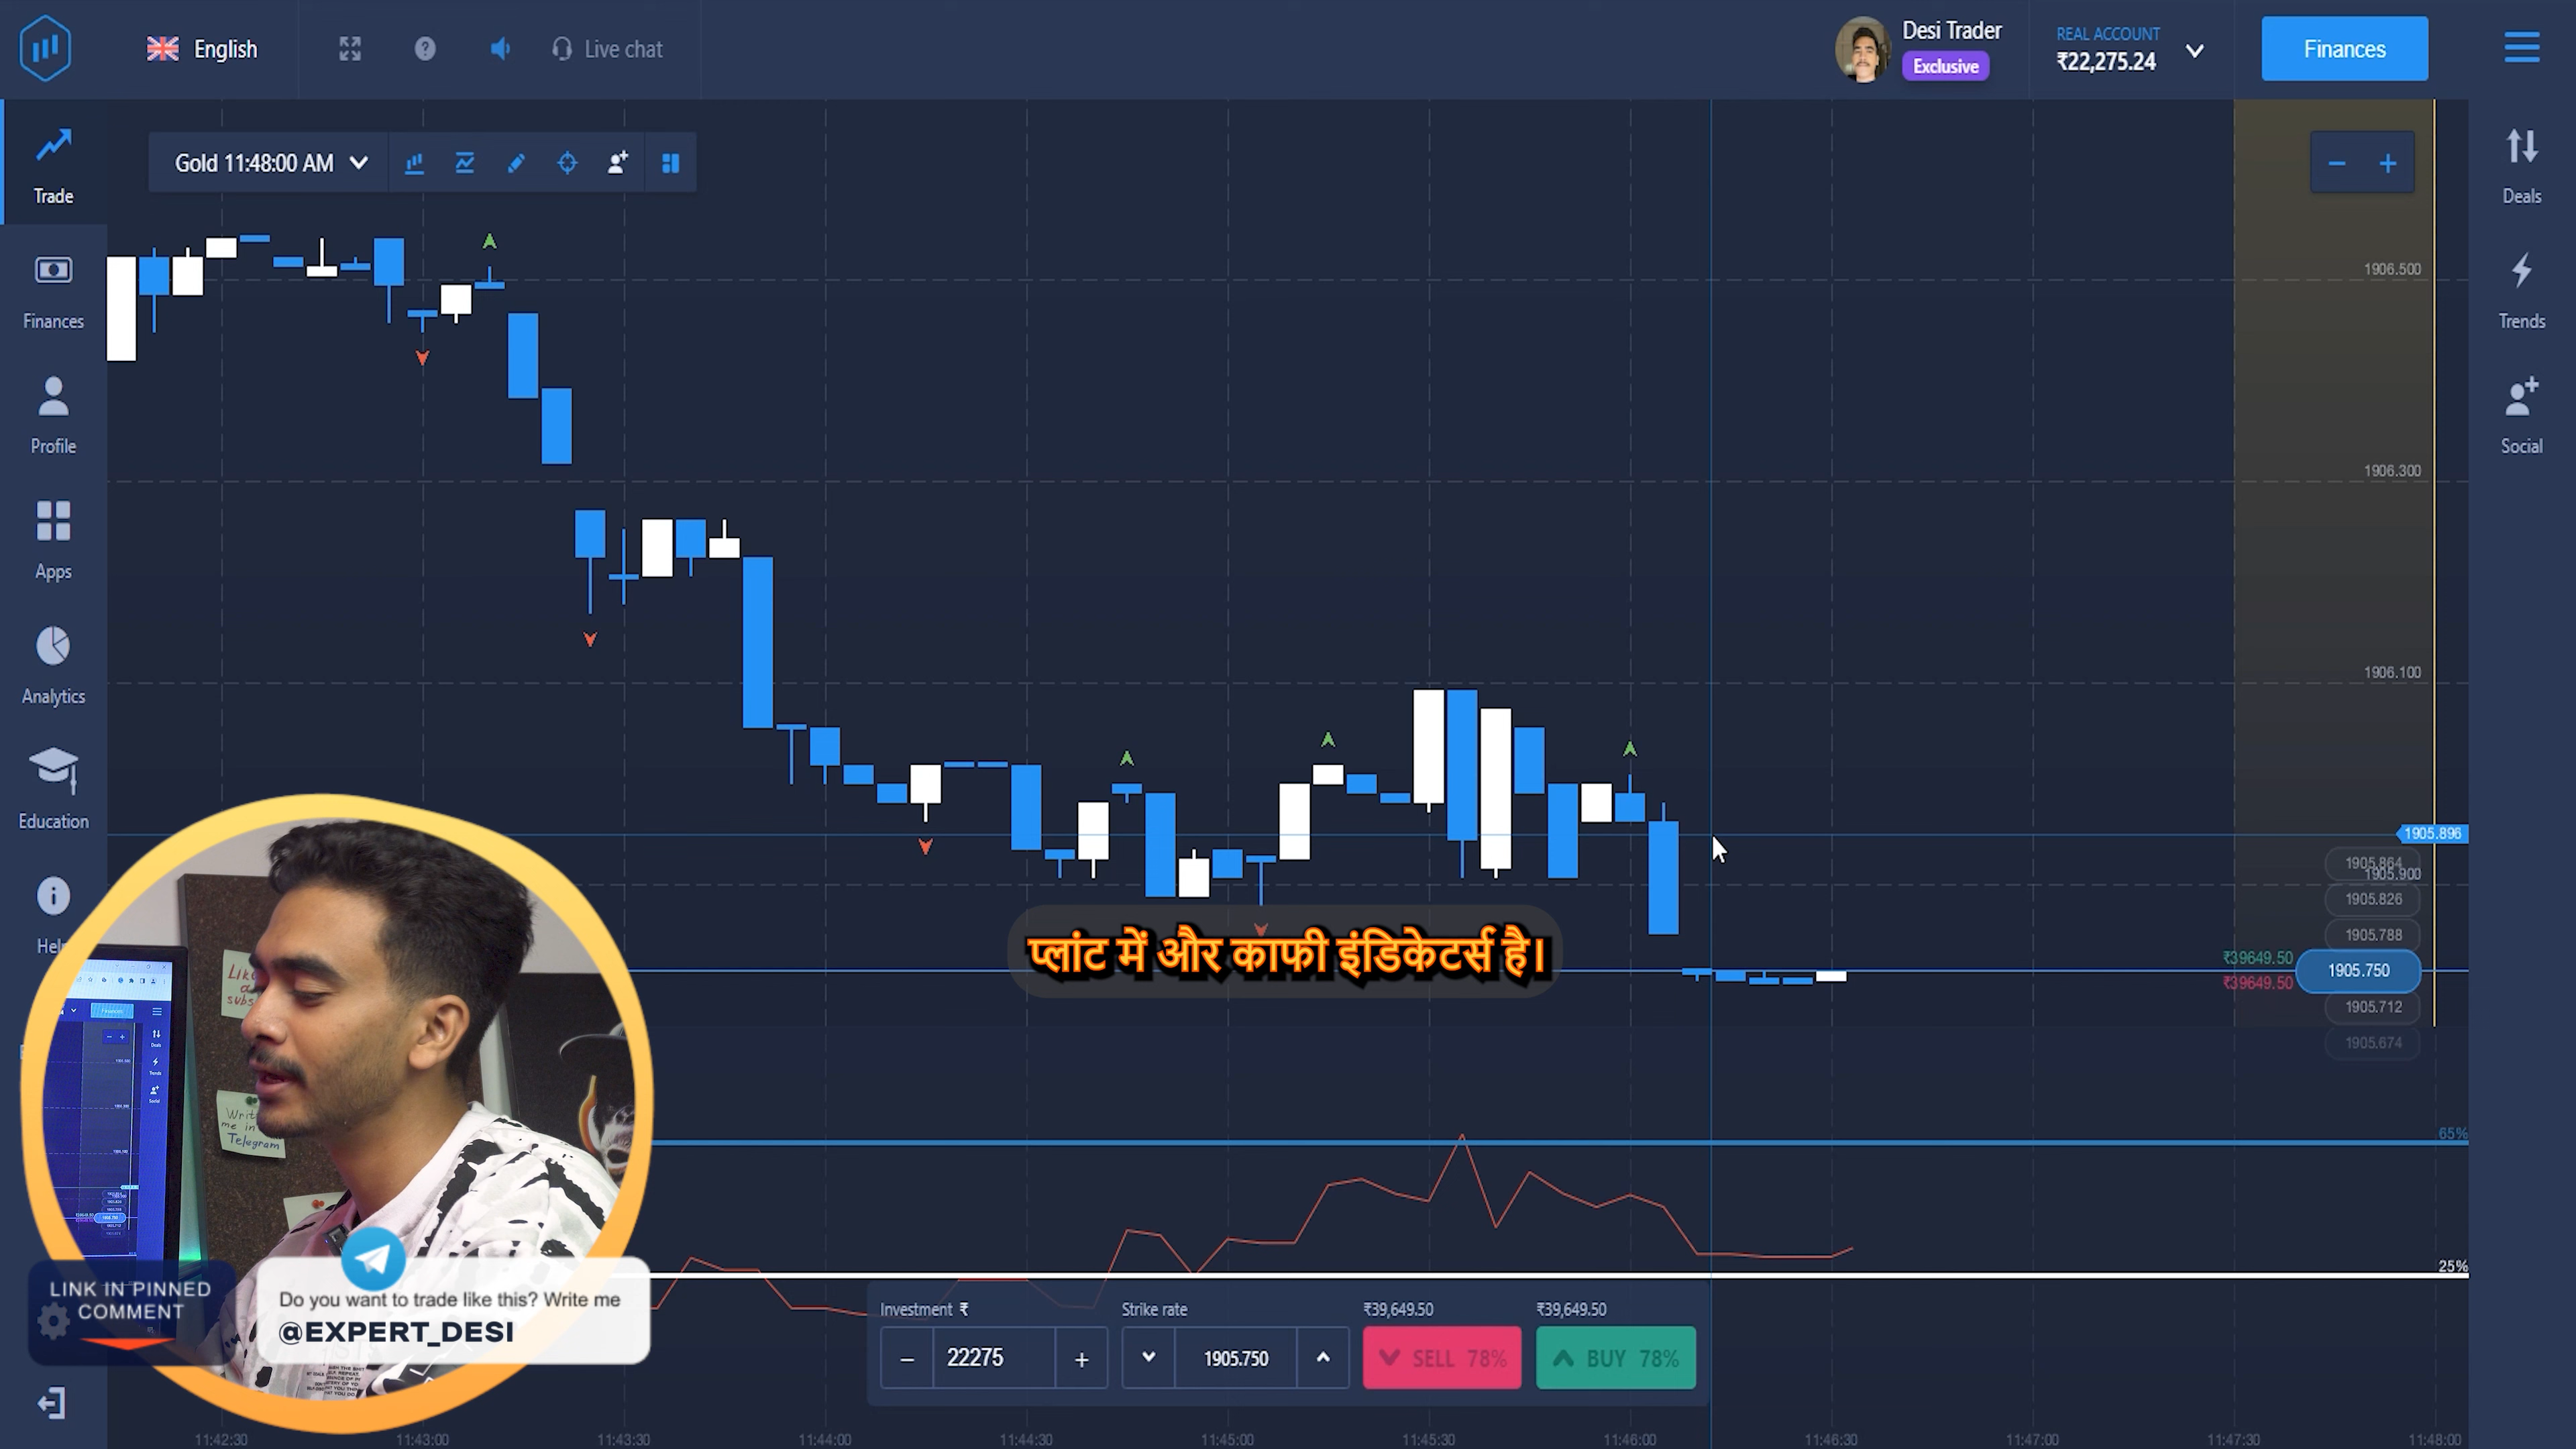 English
Live chat
Desi Trader
Exclusive
REAL ACCOUNT
₹22,275.24
Finances
Trade
Finances
Profile
Apps
Analytics
Education
Gold 11:48:00 AM
Deals
Trends
Social
1906.500
1906.300
1906.100
1905.896
1905.864
1905.900
1905.826
1905.788
₹39649.50
1905.750
₹39649.50
1905.712
1905.674
प्लांट में और काफी इंडिकेटर्स है।
65%
25%
Write
me in
Telegram
LINK IN PINNED
COMMENT
Do you want to trade like this? Write me
@EXPERT_DESI
Investment ₹
22275
Strike rate
1905.750
₹39,649.50
SELL 78%
₹39,649.50
BUY 78%
11:42:30
11:43:00
11:43:30
11:44:00
11:44:30
11:45:00
11:45:30
11:46:00
11:46:30
11:47:00
11:47:30
11:48:00